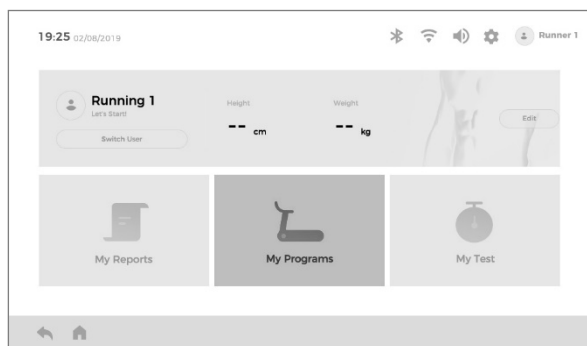 19:25 02/08/2019
Runner 1
Running 1
Let's Start!
Switch User
Height
-- cm
Weight
-- kg
Edit
My Reports
My Programs
My Test